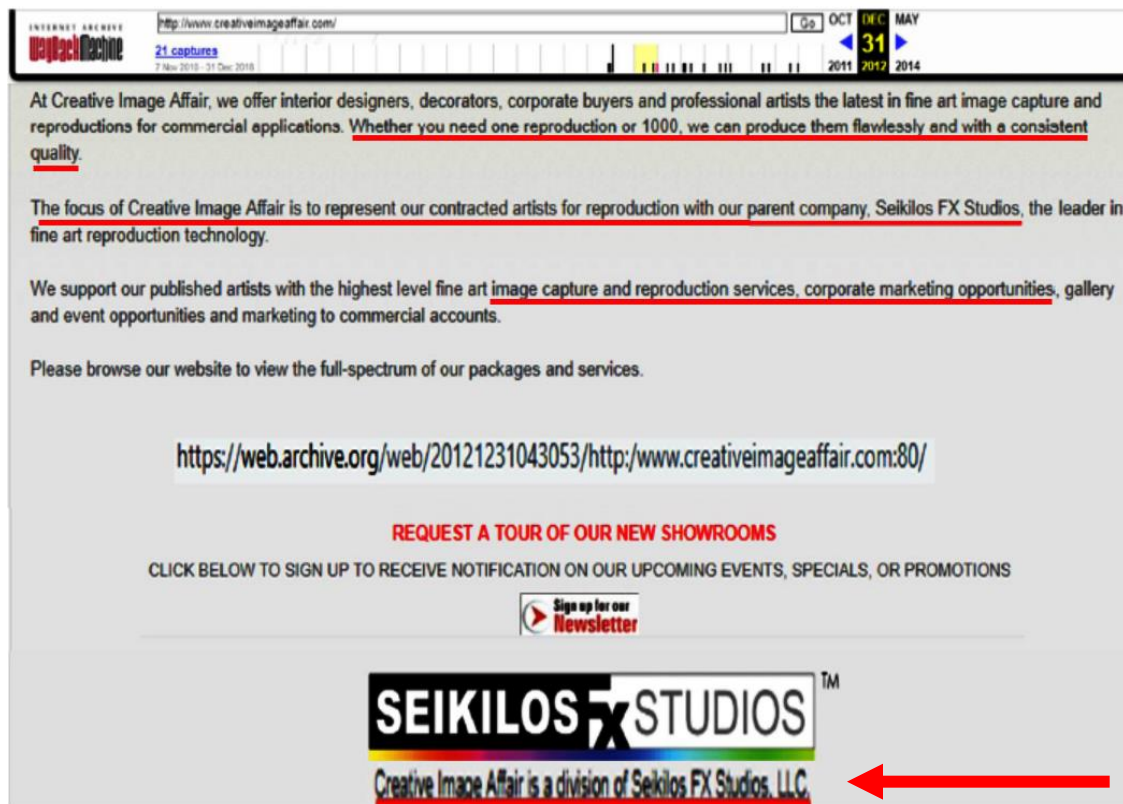 INTERNET ARCHIVE
WayBackMachine
http://www.creativeimageaffair.com/
Go
OCT DEC MAY
21 captures
31
7 Nov 2010 - 31 Dec 2016
2011 2012 2014
At Creative Image Affair, we offer interior designers, decorators, corporate buyers and professional artists the latest in fine art image capture and
reproductions for commercial applications. Whether you need one reproduction or 1000, we can produce them flawlessly and with a consistent
quality.
The focus of Creative Image Affair is to represent our contracted artists for reproduction with our parent company, Seikilos FX Studios, the leader in
fine art reproduction technology.
We support our published artists with the highest level fine art image capture and reproduction services, corporate marketing opportunities, gallery
and event opportunities and marketing to commercial accounts.
Please browse our website to view the full-spectrum of our packages and services.
https://web.archive.org/web/20121231043053/http:/www.creativeimageaffair.com:80/
REQUEST A TOUR OF OUR NEW SHOWROOMS
CLICK BELOW TO SIGN UP TO RECEIVE NOTIFICATION ON OUR UPCOMING EVENTS, SPECIALS, OR PROMOTIONS
Sign up for our
Newsletter
SEIKILOS FX STUDIOS TM
Creative Image Affair is a division of Seikilos FX Studios, LLC.